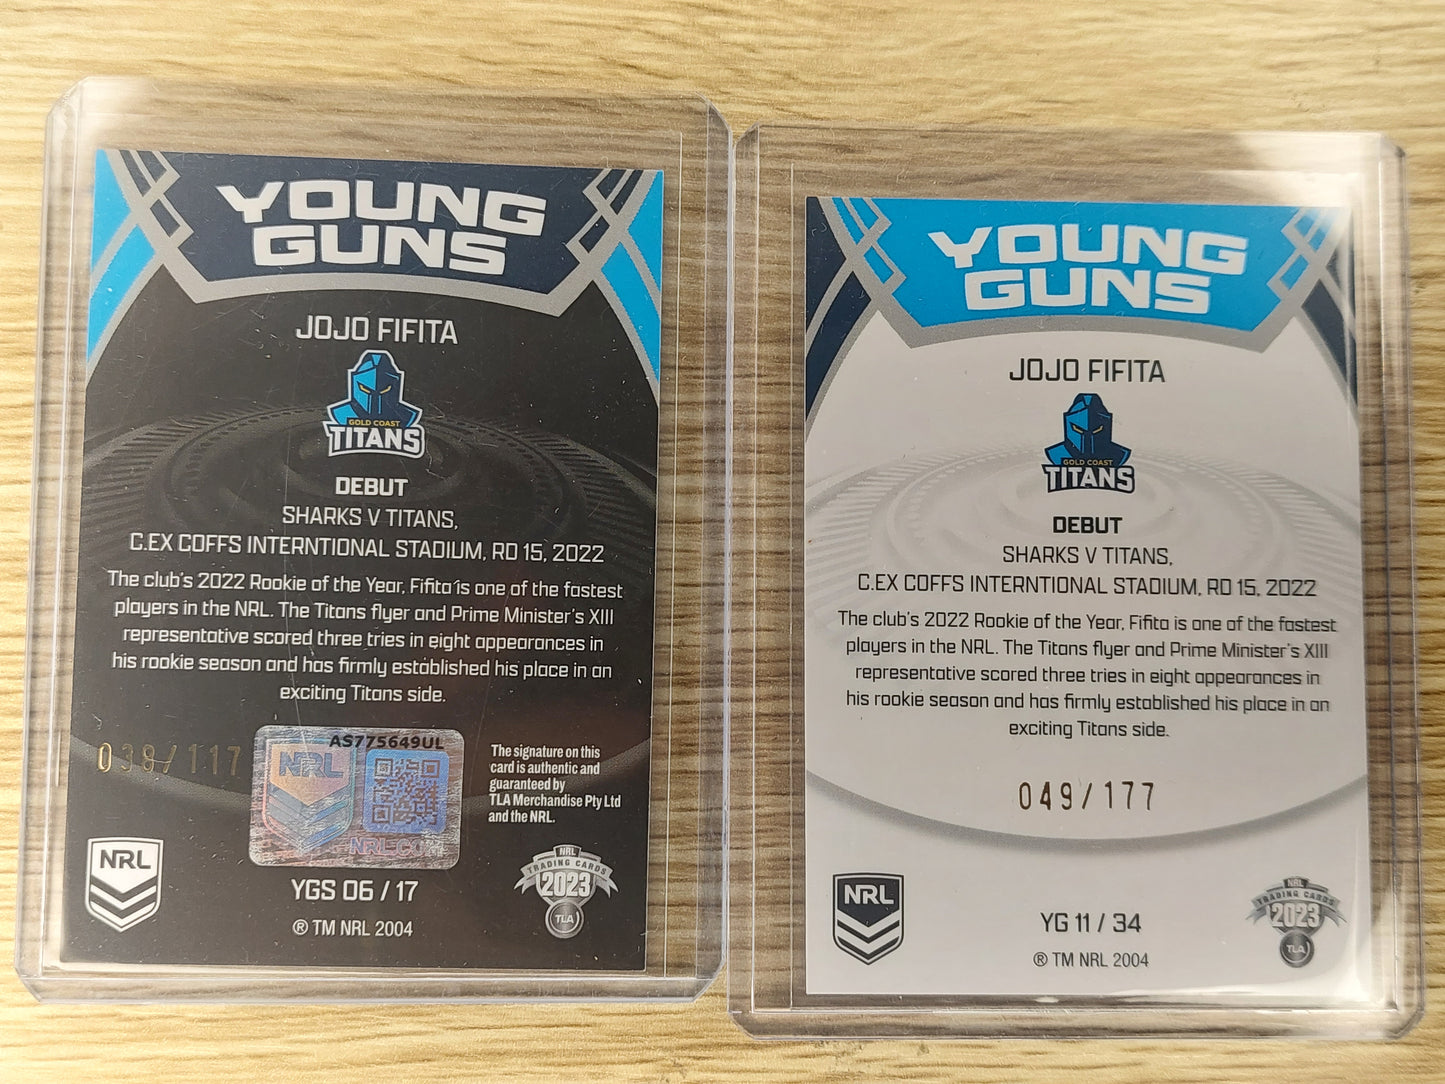 YOUNG
GUNS
JOJO FIFITA
GOLD COAST
TITANS
DEBUT
SHARKS V TITANS,
C.EX COFFS INTERNTIONAL STADIUM, RD 15, 2022
The club's 2022 Rookie of the Year, Fifita is one of the fastest
players in the NRL. The Titans flyer and Prime Minister's XIII
representative scored three tries in eight appearances in
his rookie season and has firmly established his place in an
exciting Titans side.
039/117
AS775649UL
NRL
NRL.COM
The signature on this
card is authentic and
guaranteed by
TLA Merchandise Pty Ltd
and the NRL.
NRL
YGS 06 / 17
® TM NRL 2004
NRL
TRADING CARDS
2023
TLA
YOUNG
GUNS
JOJO FIFITA
GOLD COAST
TITANS
DEBUT
SHARKS V TITANS,
C.EX COFFS INTERNTIONAL STADIUM, RD 15, 2022
The club's 2022 Rookie of the Year, Fifita is one of the fastest
players in the NRL. The Titans flyer and Prime Minister's XIII
representative scored three tries in eight appearances in
his rookie season and has firmly established his place in an
exciting Titans side.
049/177
NRL
YG 11 / 34
® TM NRL 2004
NRL
TRADING CARDS
2023
TLA